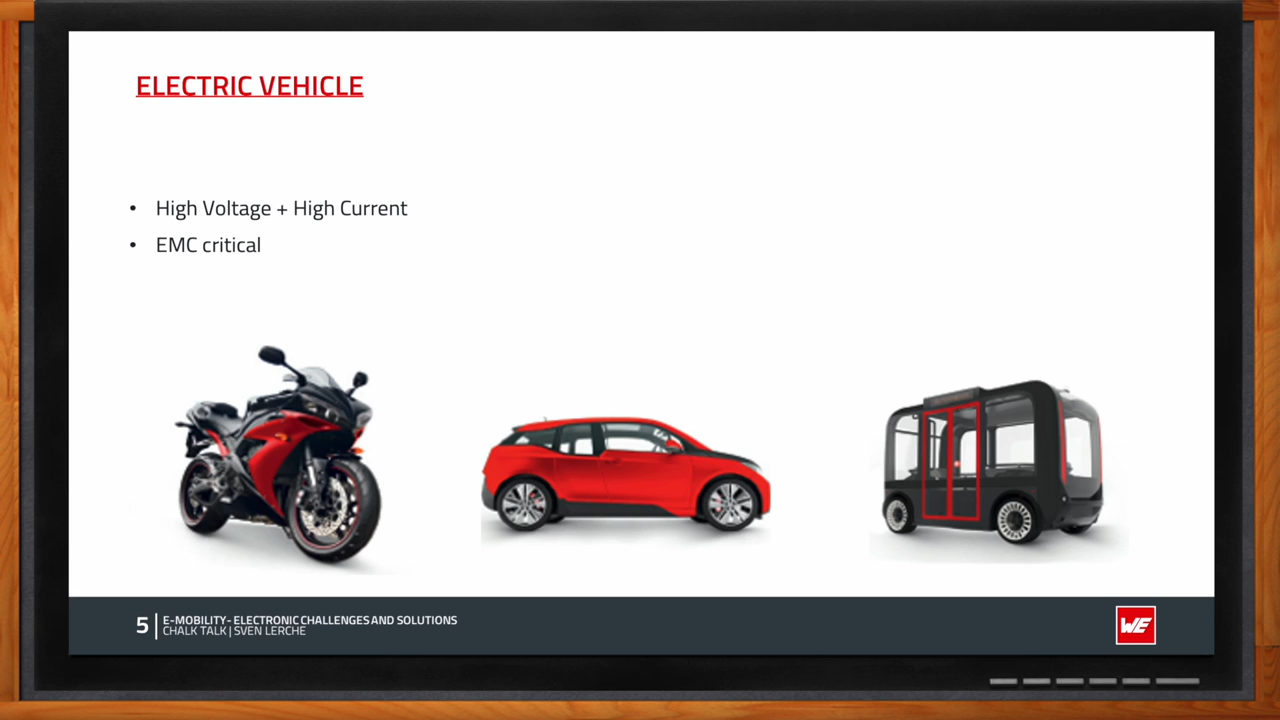 ELECTRIC VEHICLE
• High Voltage + High Current
• EMC critical
5
E-MOBILITY- ELECTRONIC CHALLENGES AND SOLUTIONS
CHALK TALK | SVEN LERCHE
WE